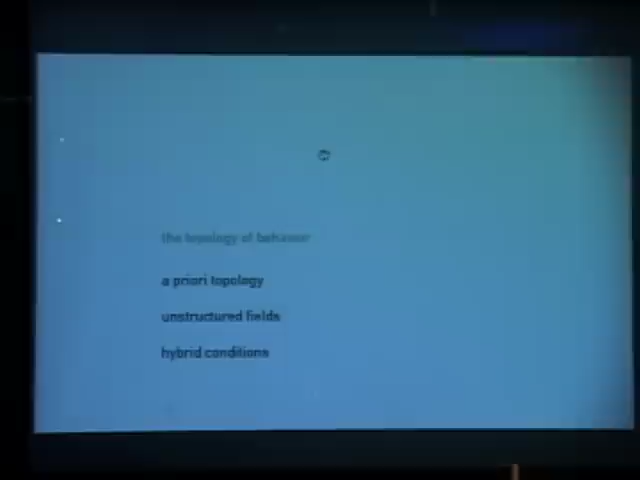 the topology of behavior
a priori topology
unstructured fields
hybrid conditions